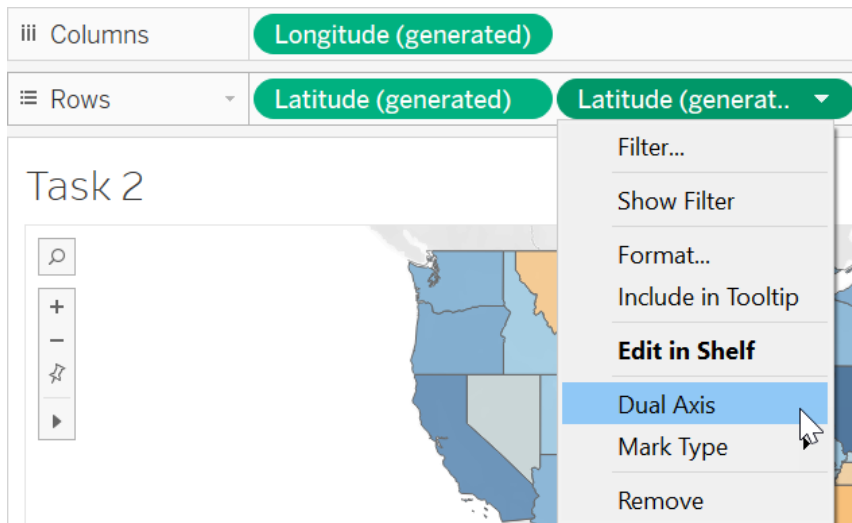 Columns Longitude (generated)
Rows Latitude (generated) Latitude (generat..
Task 2
Filter...
Show Filter
Format...
Include in Tooltip
Edit in Shelf
Dual Axis
Mark Type
Remove